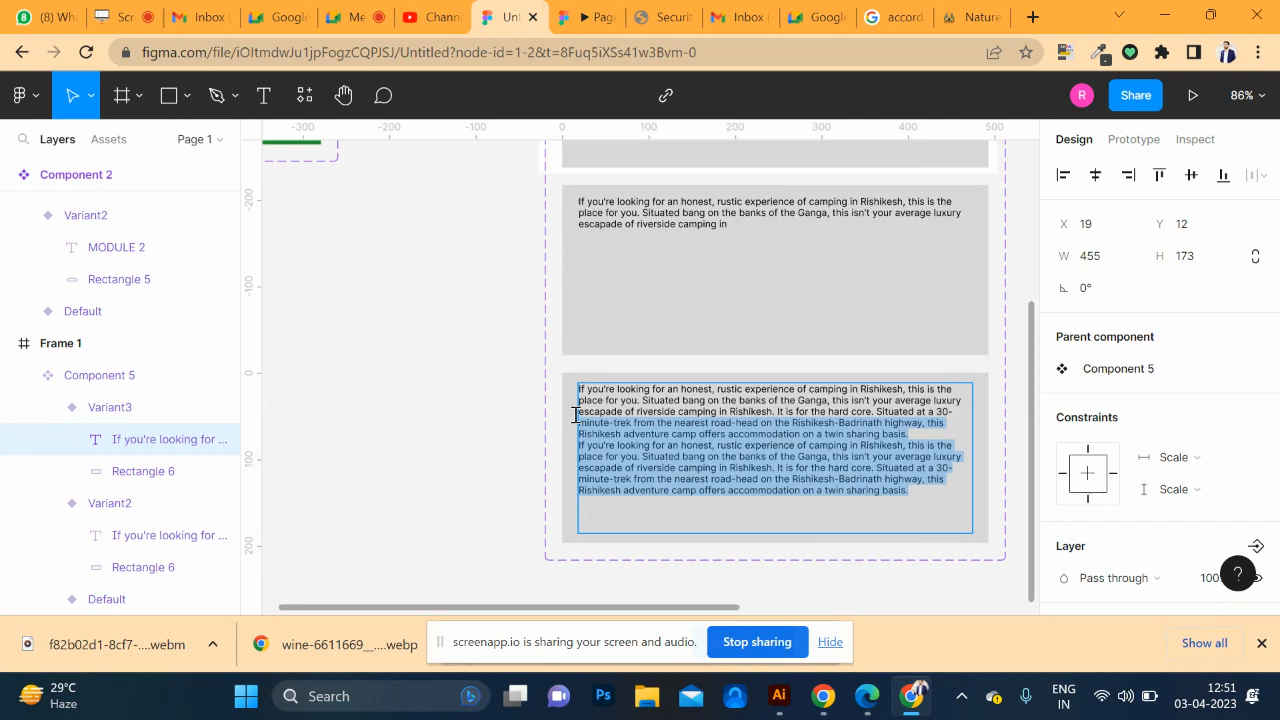 (8) Wha
Scr
Inbox (
Google
Me
Chann
Unt
Page
Securit
Inbox (
Google
accord
Nature
figma.com/file/iOItmdwJu1jpFogzCQPJSJ/Untitled?node-id=1-2&t=8Fuq5iXSs41w3Bvm-0
R
Share
86%
Layers
Assets
Page 1
-300
-200
-100
0
100
200
300
400
500
Design
Prototype
Inspect
Component 2
Variant2
MODULE 2
Rectangle 5
Default
Frame 1
Component 5
Variant3
If you're looking for ...
Rectangle 6
Variant2
If you're looking for ...
Rectangle 6
Default
-200
-100
0
100
200
If you're looking for an honest, rustic experience of camping in Rishikesh, this is the
place for you. Situated bang on the banks of the Ganga, this isn't your average luxury
escapade of riverside camping in
If you're looking for an honest, rustic experience of camping in Rishikesh, this is the
place for you. Situated bang on the banks of the Ganga, this isn't your average luxury
escapade of riverside camping in Rishikesh. It is for the hard core. Situated at a 30-
minute-trek from the nearest road-head on the Rishikesh-Badrinath highway, this
Rishikesh adventure camp offers accommodation on a twin sharing basis.
If you're looking for an honest, rustic experience of camping in Rishikesh, this is the
place for you. Situated bang on the banks of the Ganga, this isn't your average luxury
escapade of riverside camping in Rishikesh. It is for the hard core. Situated at a 30-
minute-trek from the nearest road-head on the Rishikesh-Badrinath highway, this
Rishikesh adventure camp offers accommodation on a twin sharing basis.
X 19 Y 12
W 455 H 173
0°
Parent component
Component 5
Constraints
Scale
Scale
Layer
Pass through 100
?
f82b02d1-8cf7-....webm
wine-6611669__....webp
screenapp.io is sharing your screen and audio.
Stop sharing
Hide
Show all
29°C
Haze
Search
Ps
Ai
ENG
IN
12:51
03-04-2023